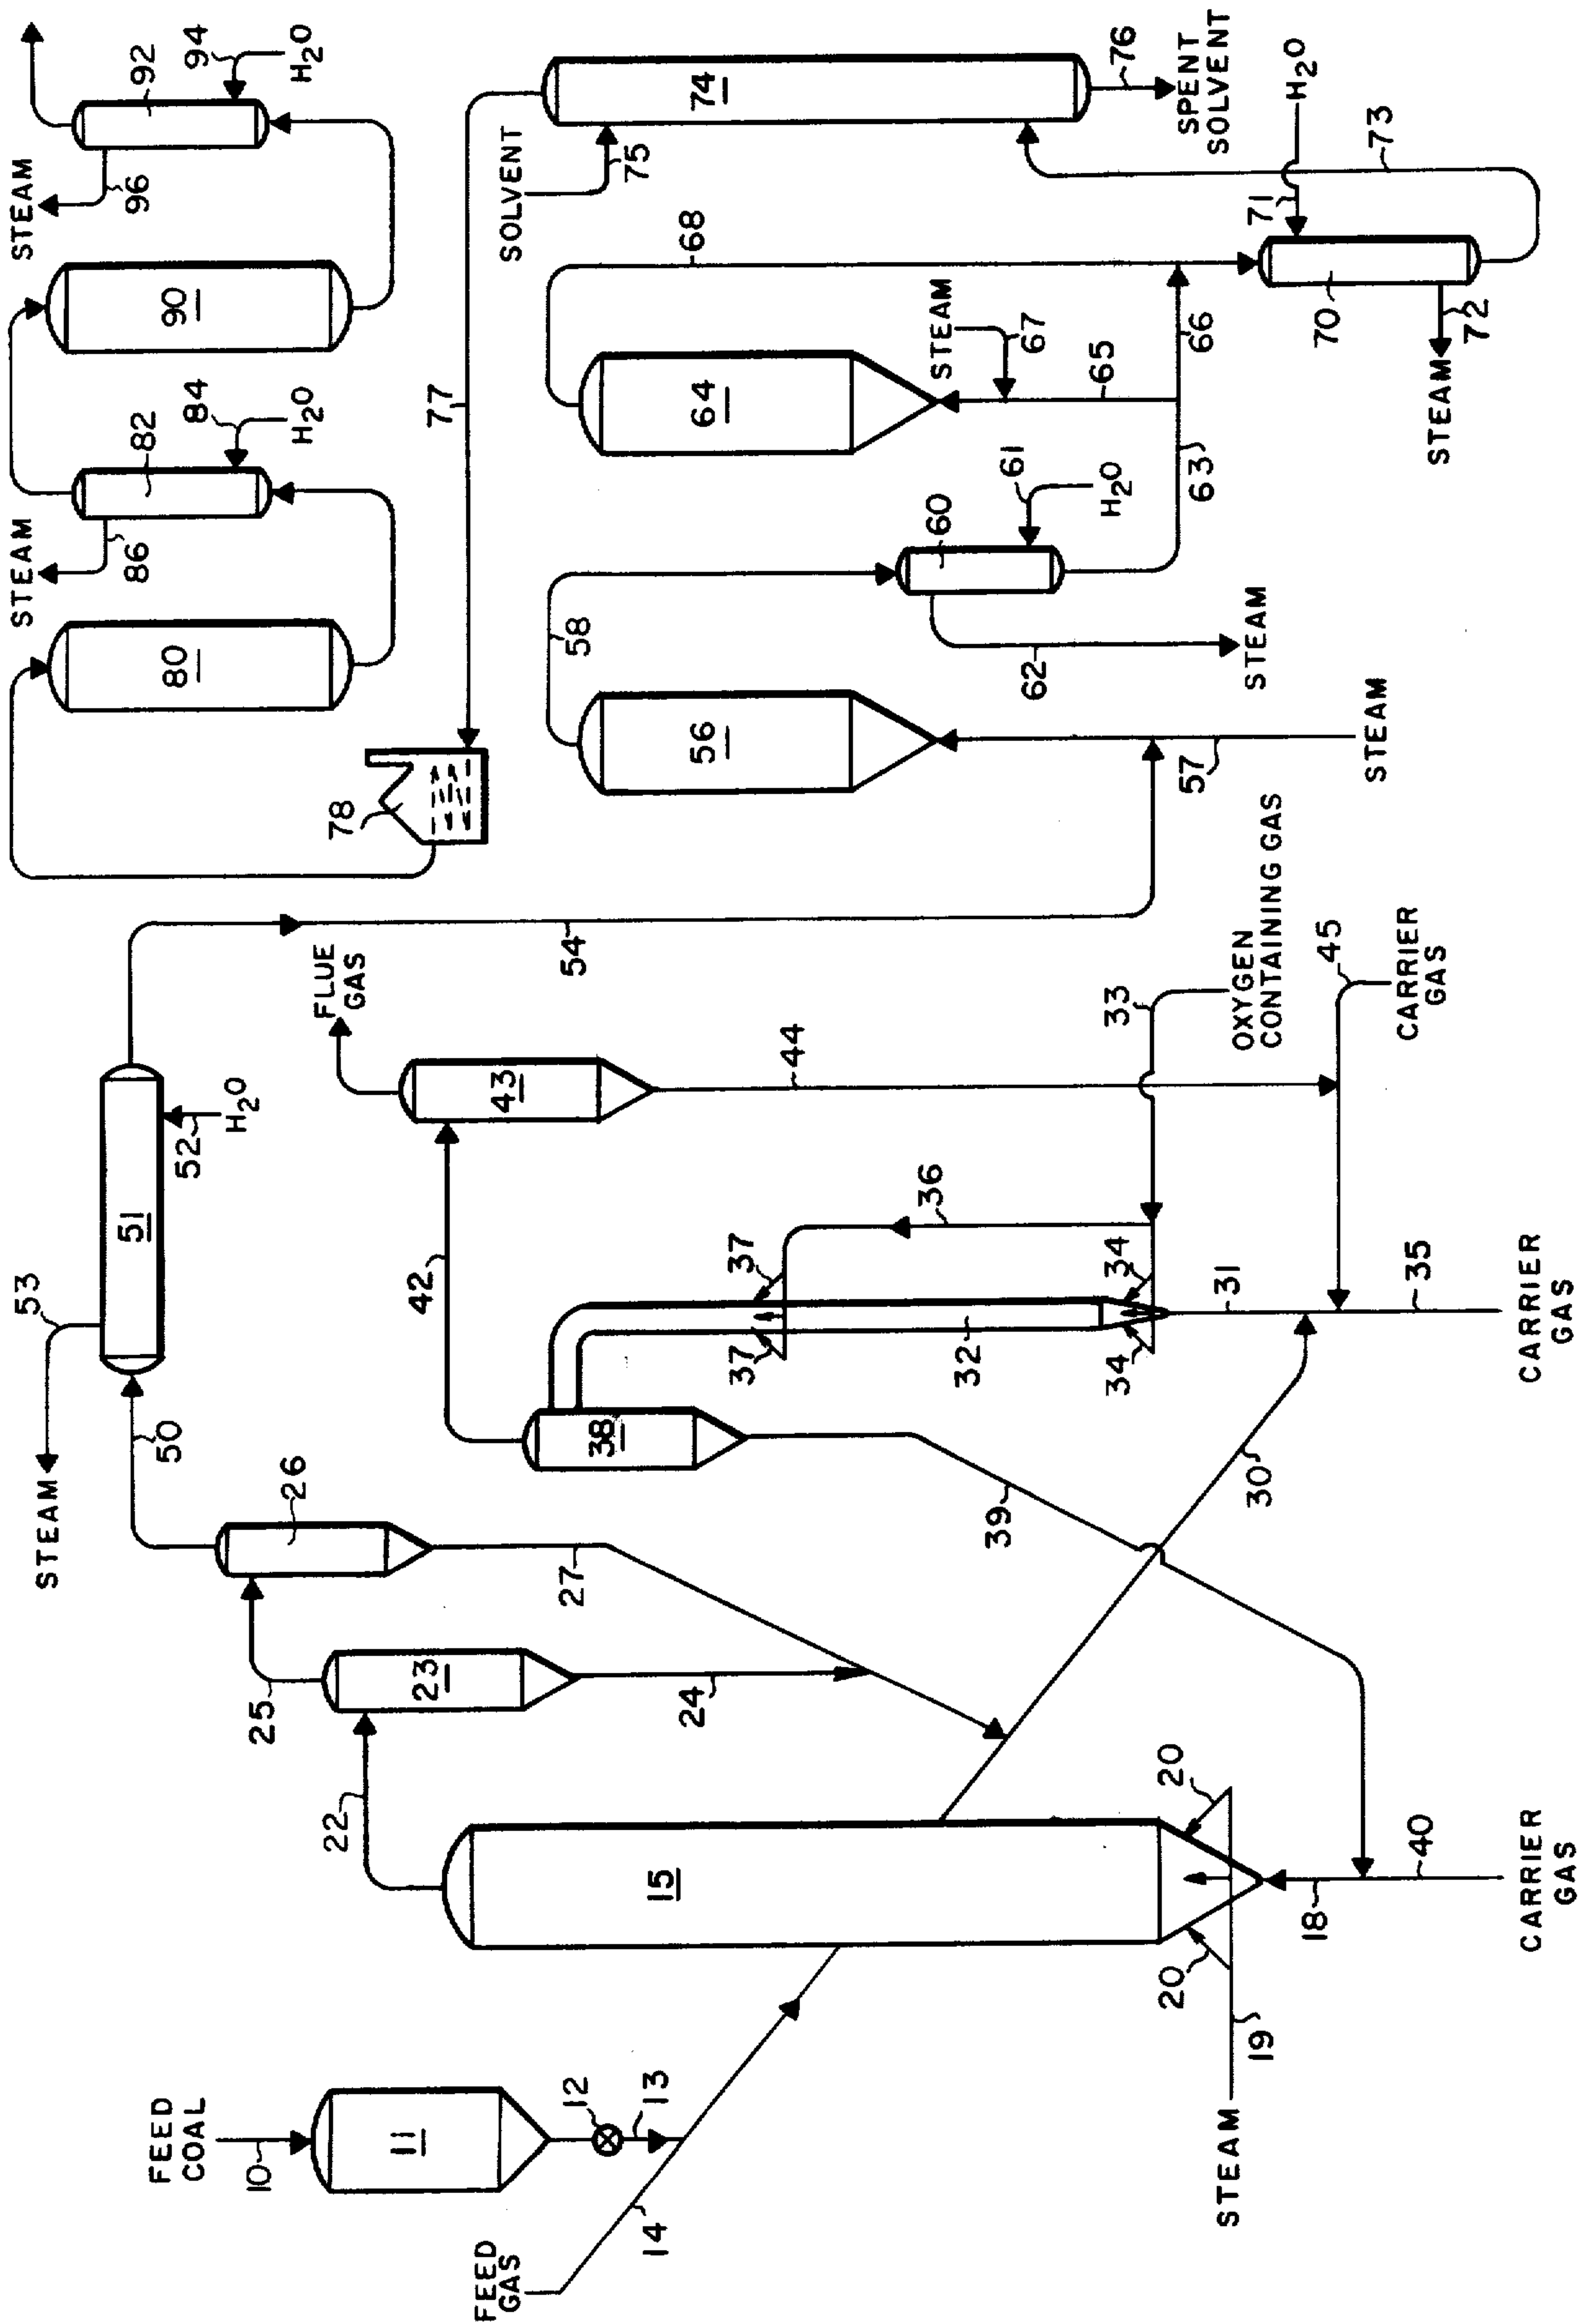 FEED
COAL
10
11
12
13
FEED
GAS
14
15
STEAM
19
20
20
18
40
CARRIER
GAS
22
23
24
25
26
27
30
STEAM
53
50
51
52
H2O
54
38
39
42
43
FLUE
GAS
44
37
37
36
32
34
34
33
OXYGEN
CONTAINING GAS
31
35
CARRIER
GAS
45
CARRIER
GAS
56
57
STEAM
58
60
61
H2O
62
STEAM
63
64
65
66
67
STEAM
68
70
71
H2O
72
STEAM
73
74
75
SOLVENT
76
SPENT
SOLVENT
77
78
80
82
84
H2O
86
STEAM
90
92
94
H2O
96
STEAM